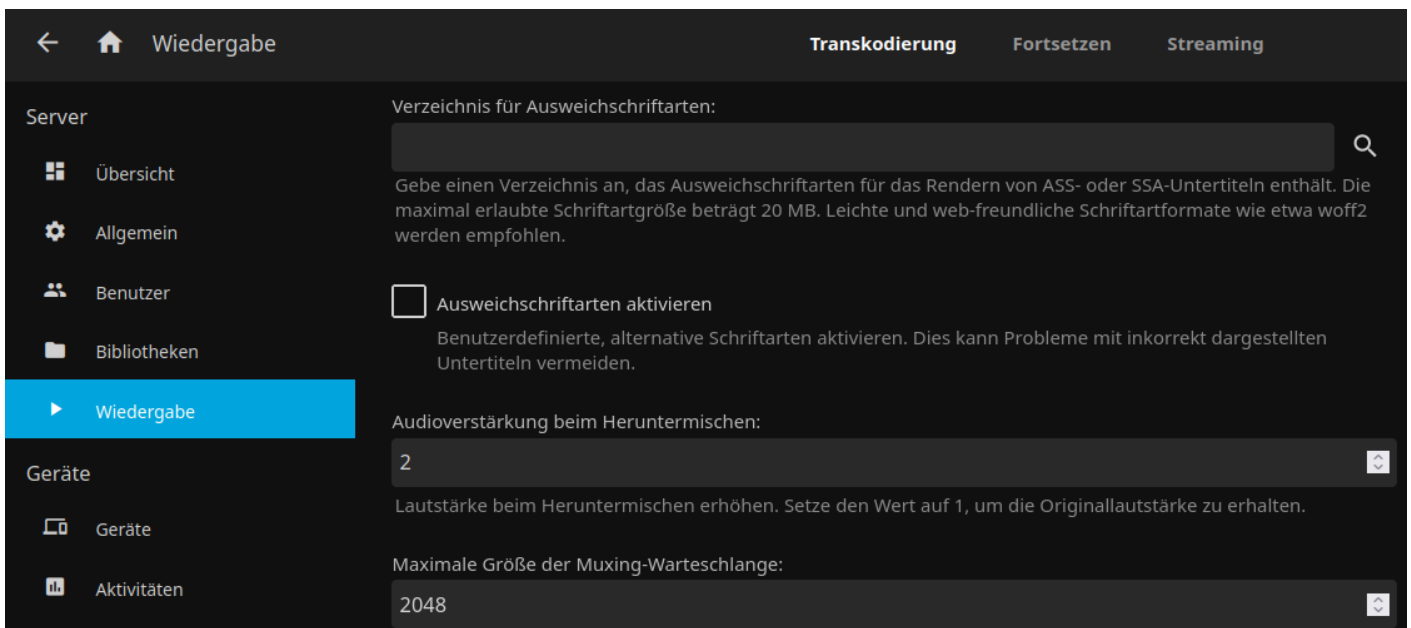 Wiedergabe
Transkodierung
Fortsetzen
Streaming
Server
Übersicht
Allgemein
Benutzer
Bibliotheken
Wiedergabe
Geräte
Geräte
Aktivitäten
Verzeichnis für Ausweichschriftarten:
Gebe einen Verzeichnis an, das Ausweichschriftarten für das Rendern von ASS- oder SSA-Untertiteln enthält. Die
maximal erlaubte Schriftartgröße beträgt 20 MB. Leichte und web-freundliche Schriftartformate wie etwa woff2
werden empfohlen.
Ausweichschriftarten aktivieren
Benutzerdefinierte, alternative Schriftarten aktivieren. Dies kann Probleme mit inkorrekt dargestellten
Untertiteln vermeiden.
Audioverstärkung beim Heruntermischen:
2
Lautstärke beim Heruntermischen erhöhen. Setze den Wert auf 1, um die Originallautstärke zu erhalten.
Maximale Größe der Muxing-Warteschlange:
2048